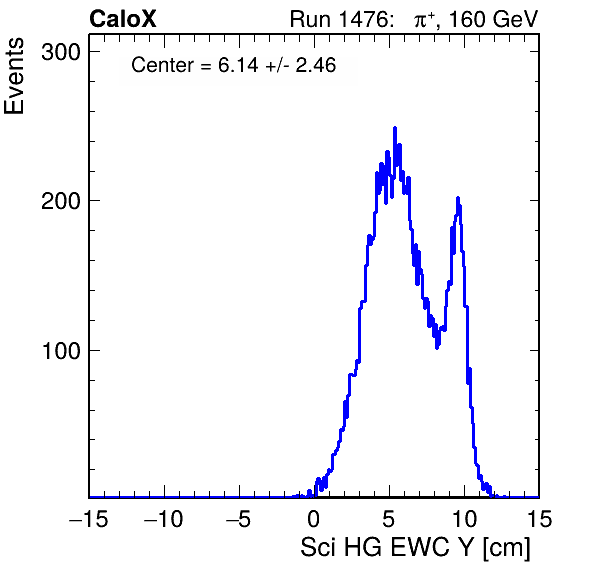 CaloX Run 1476: π⁺, 160 GeV
Center = 6.14 +/- 2.46
Events
300
200
100
−15 −10 −5 0 5 10 15
Sci HG EWC Y [cm]